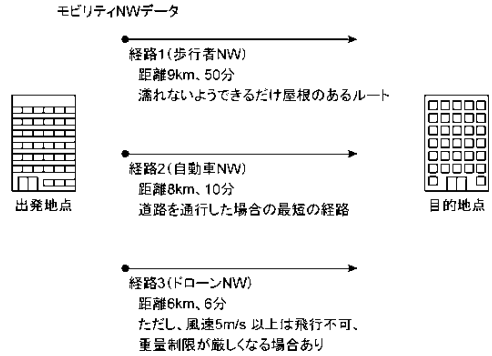 モビリティNWデータ
経路1(歩行者NW)
距離9km、50分
濡れないようできるだけ屋根のあるルート
経路2(自動車NW)
距離8km、10分
道路を通行した場合の最短の経路
出発地点
目的地点
経路3(ドローンNW)
距離6km、6分
ただし、風速5m/s 以上は飛行不可、
重量制限が厳しくなる場合あり